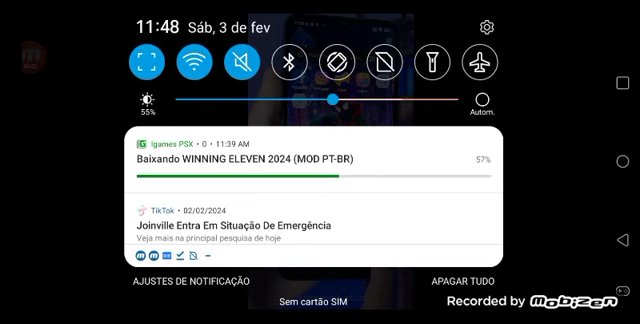 11:48 Sáb, 3 de fev
55%
Autom.
Igames PSX • 0 • 11:39 AM
Baixando WINNING ELEVEN 2024 (MOD PT-BR)
57%
TikTok • 02/02/2024
Joinville Entra Em Situação De Emergência
Veja mais na principal pesquisa de hoje
AJUSTES DE NOTIFICAÇÃO
APAGAR TUDO
Sem cartão SIM
Recorded by Mobizen